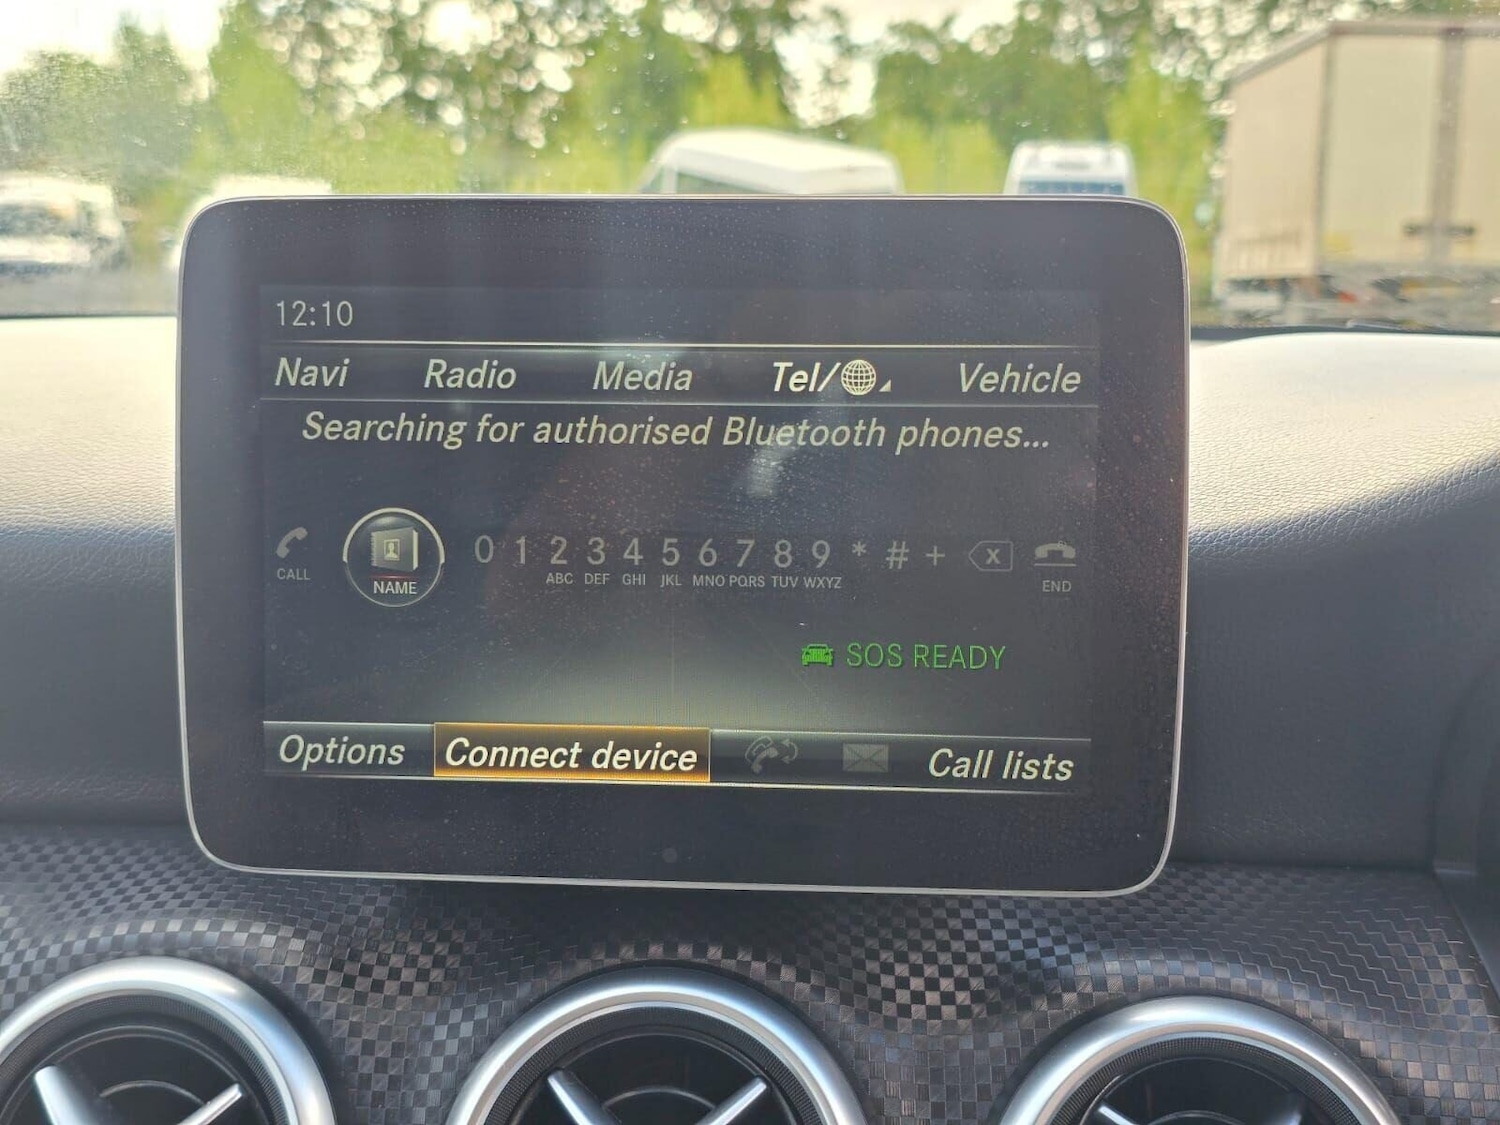 12:10
Navi Radio Media Tel/ Vehicle
Searching for authorised Bluetooth phones...
CALL NAME 0 1 2 3 4 5 6 7 8 9 * # + X END
ABC DEF GHI JKL MNO PQRS TUV WXYZ
SOS READY
Options Connect device Call lists